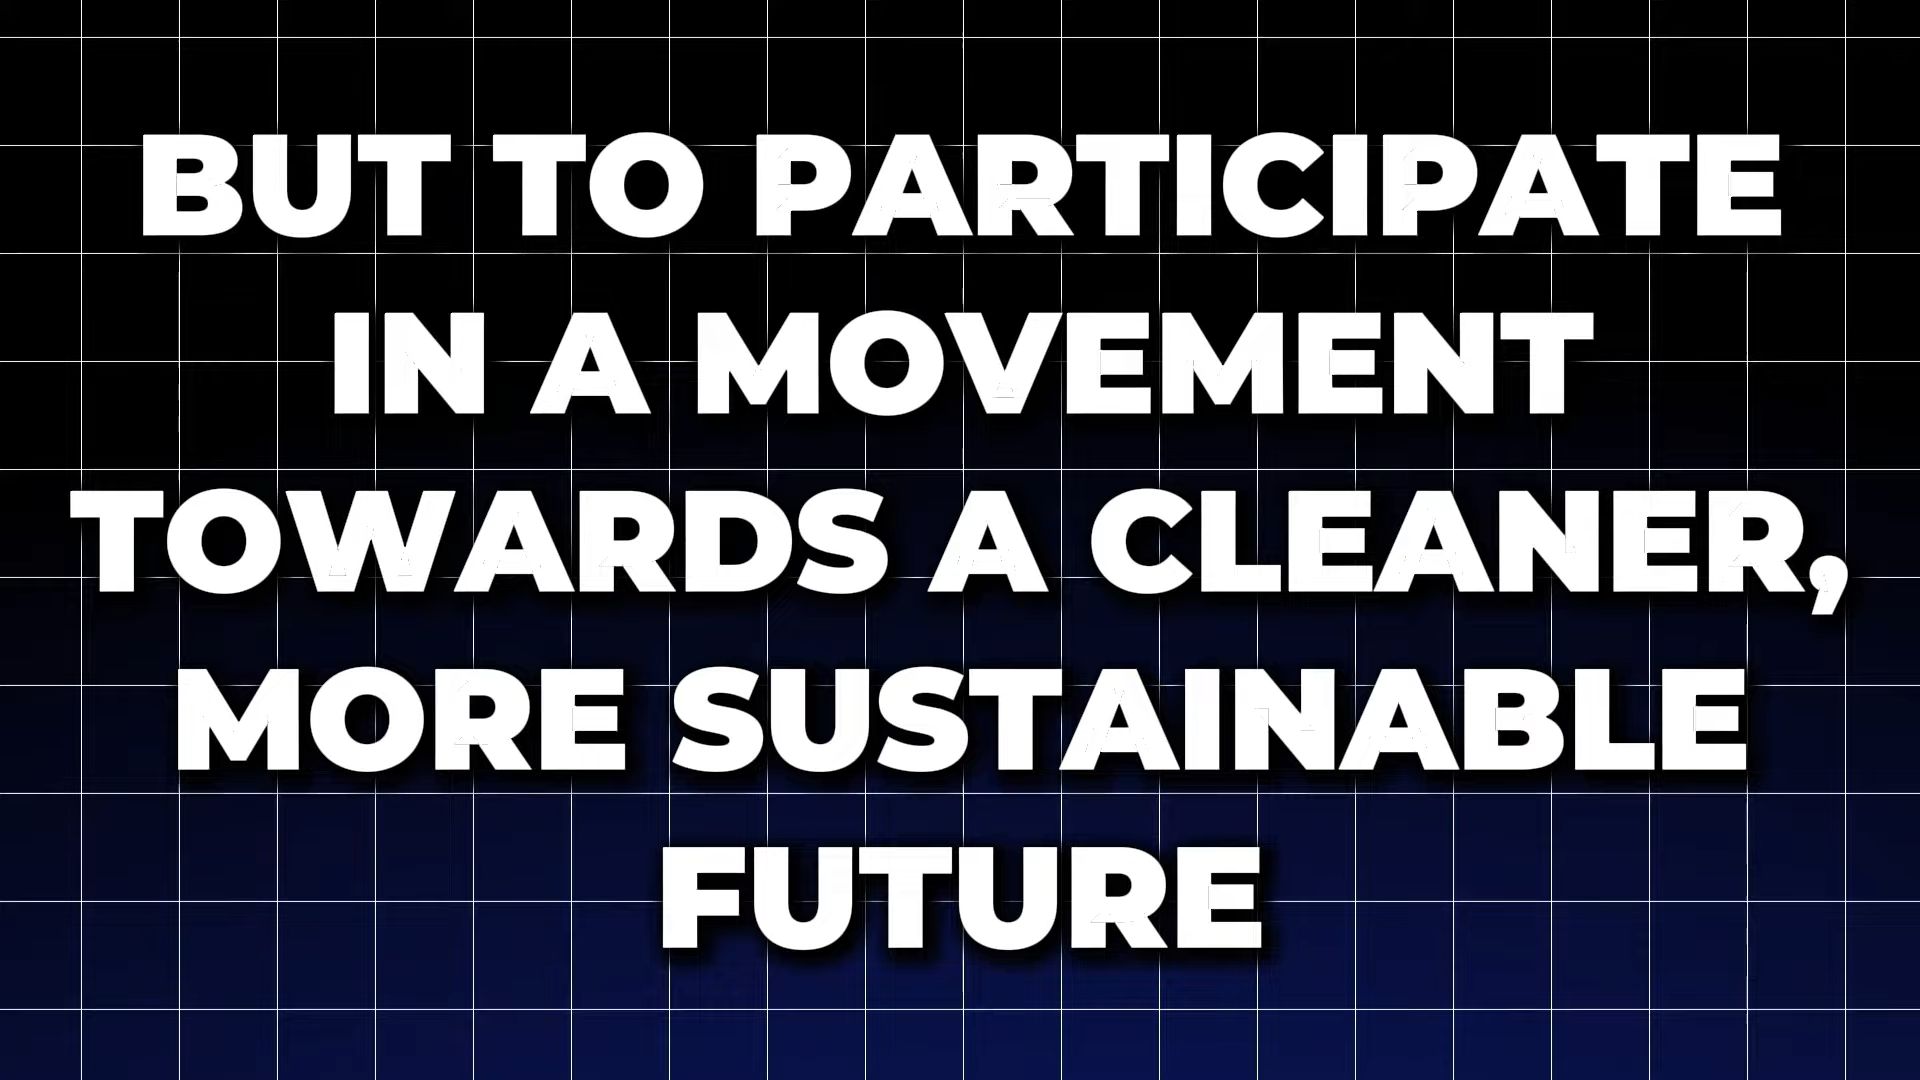 BUT TO PARTICIPATE
IN A MOVEMENT
TOWARDS A CLEANER,
MORE SUSTAINABLE
FUTURE